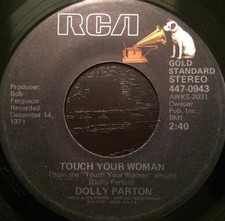 RCA
GOLD
STANDARD
STEREO
447-0943
AWKS-3031
Owepar
Pub. Inc.
BMI
2:40
Producer:
Bob
Ferguson
Recorded
December 14,
1971
TOUCH YOUR WOMAN
(from the "Touch Your Woman" album)
(Dolly Parton)
DOLLY PARTON